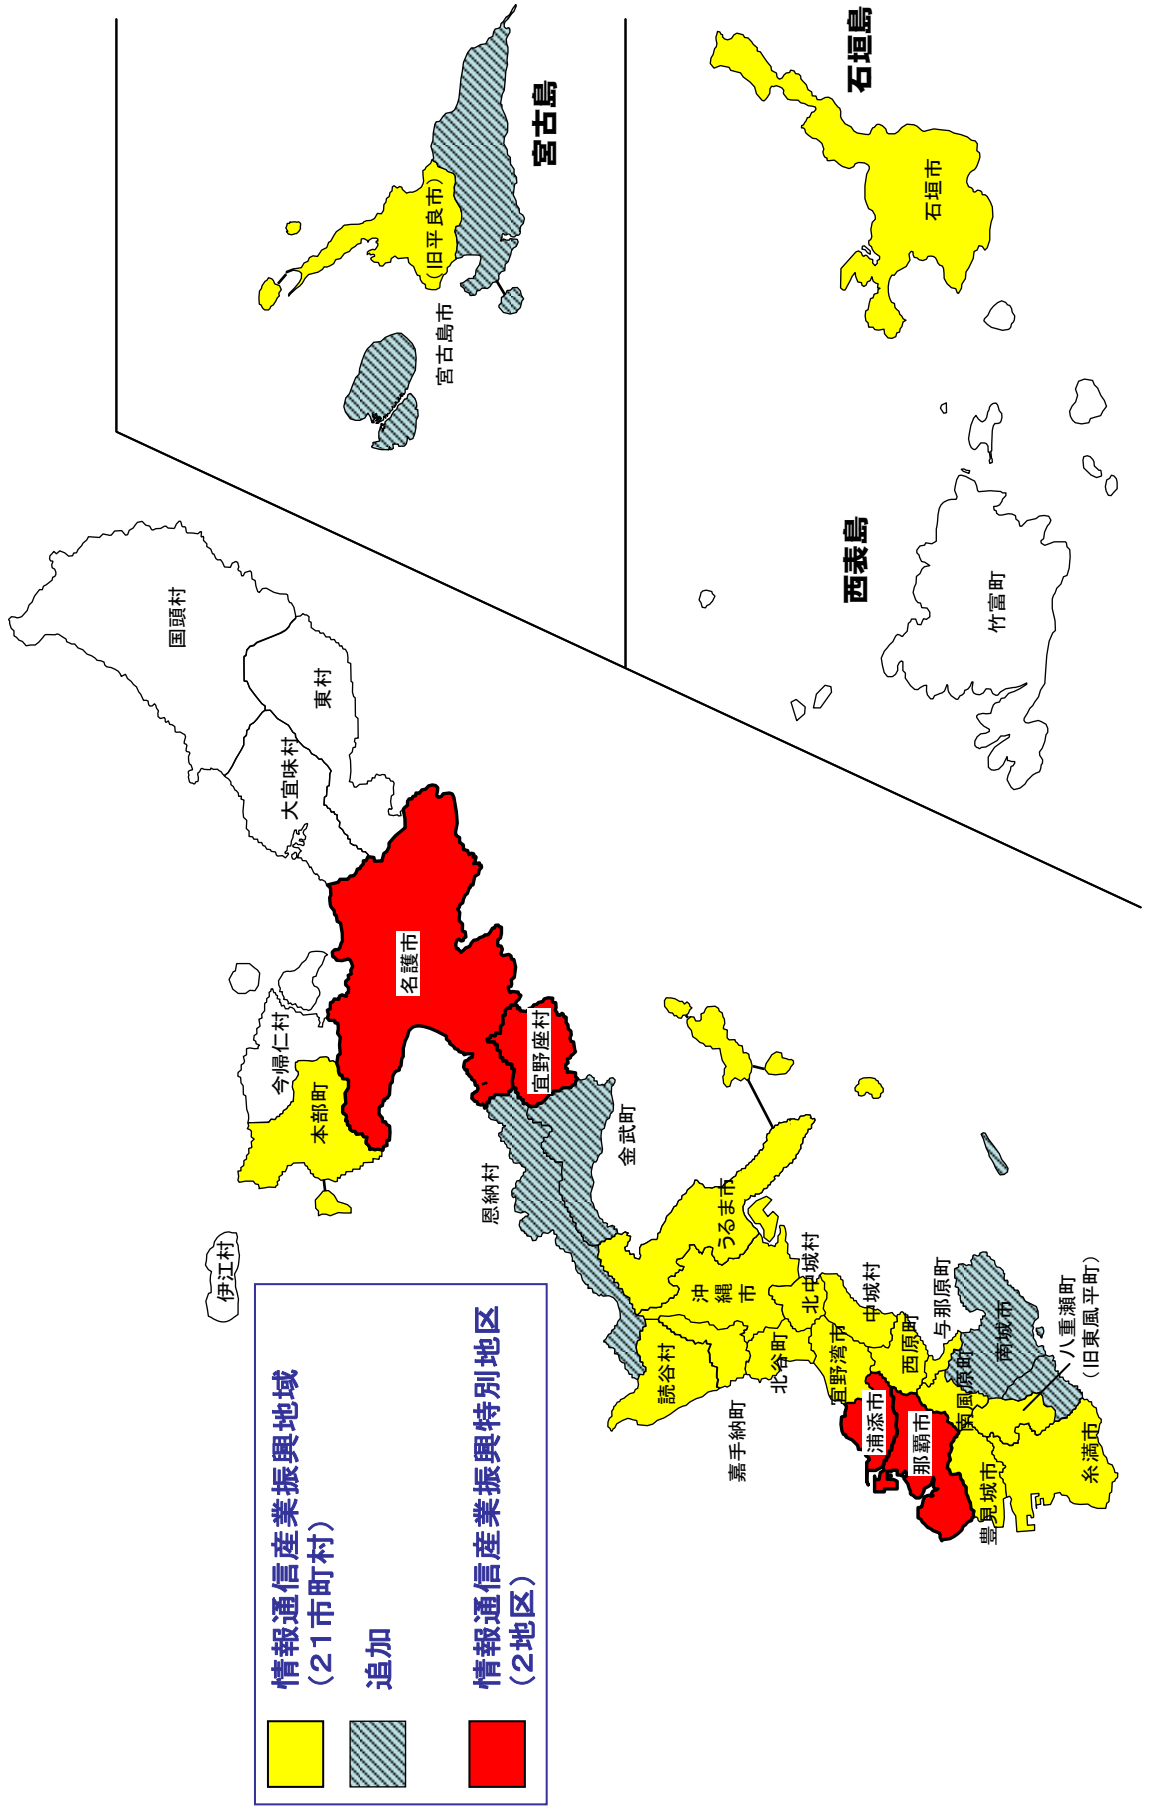 情報通信産業振興地域
（２１市町村）
追加
情報通信産業振興特別地区
（２地区）
伊江村
今帰仁村
本部町
国頭村
大宜味村
東村
名護市
宜野座村
恩納村
金武町
うるま市
沖
縄
市
読谷村
嘉手納町
北谷町
北中城村
宜野湾市
中城村
西原町
浦添市
那覇市
与那原町
南風原町
南城市
八重瀬町
（旧東風平町）
豊見城市
糸満市
宮古島
（旧平良市）
宮古島市
石垣島
石垣市
西表島
竹富町